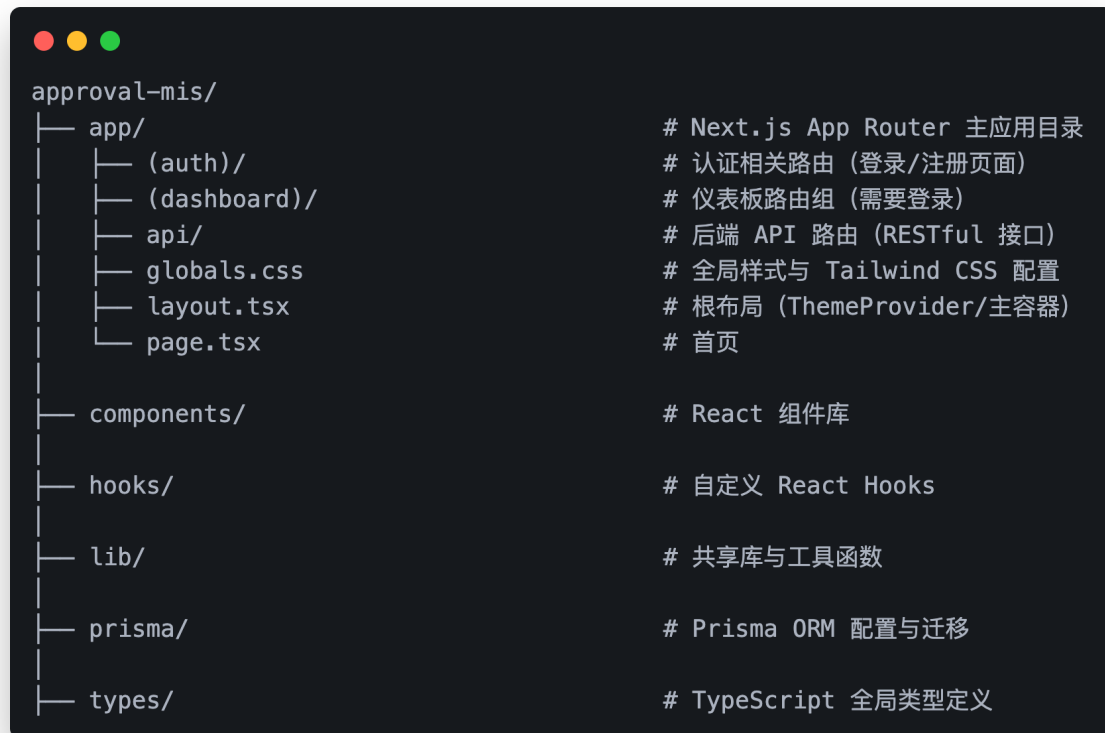 approval-mis/
├── app/                                    # Next.js App Router 主应用目录
│   ├── (auth)/                             # 认证相关路由（登录/注册页面）
│   ├── (dashboard)/                        # 仪表板路由组（需要登录）
│   ├── api/                                # 后端 API 路由（RESTful 接口）
│   ├── globals.css                         # 全局样式与 Tailwind CSS 配置
│   ├── layout.tsx                          # 根布局（ThemeProvider/主容器）
│   └── page.tsx                            # 首页
│
├── components/                             # React 组件库
│
├── hooks/                                  # 自定义 React Hooks
│
├── lib/                                    # 共享库与工具函数
│
├── prisma/                                 # Prisma ORM 配置与迁移
│
├── types/                                  # TypeScript 全局类型定义